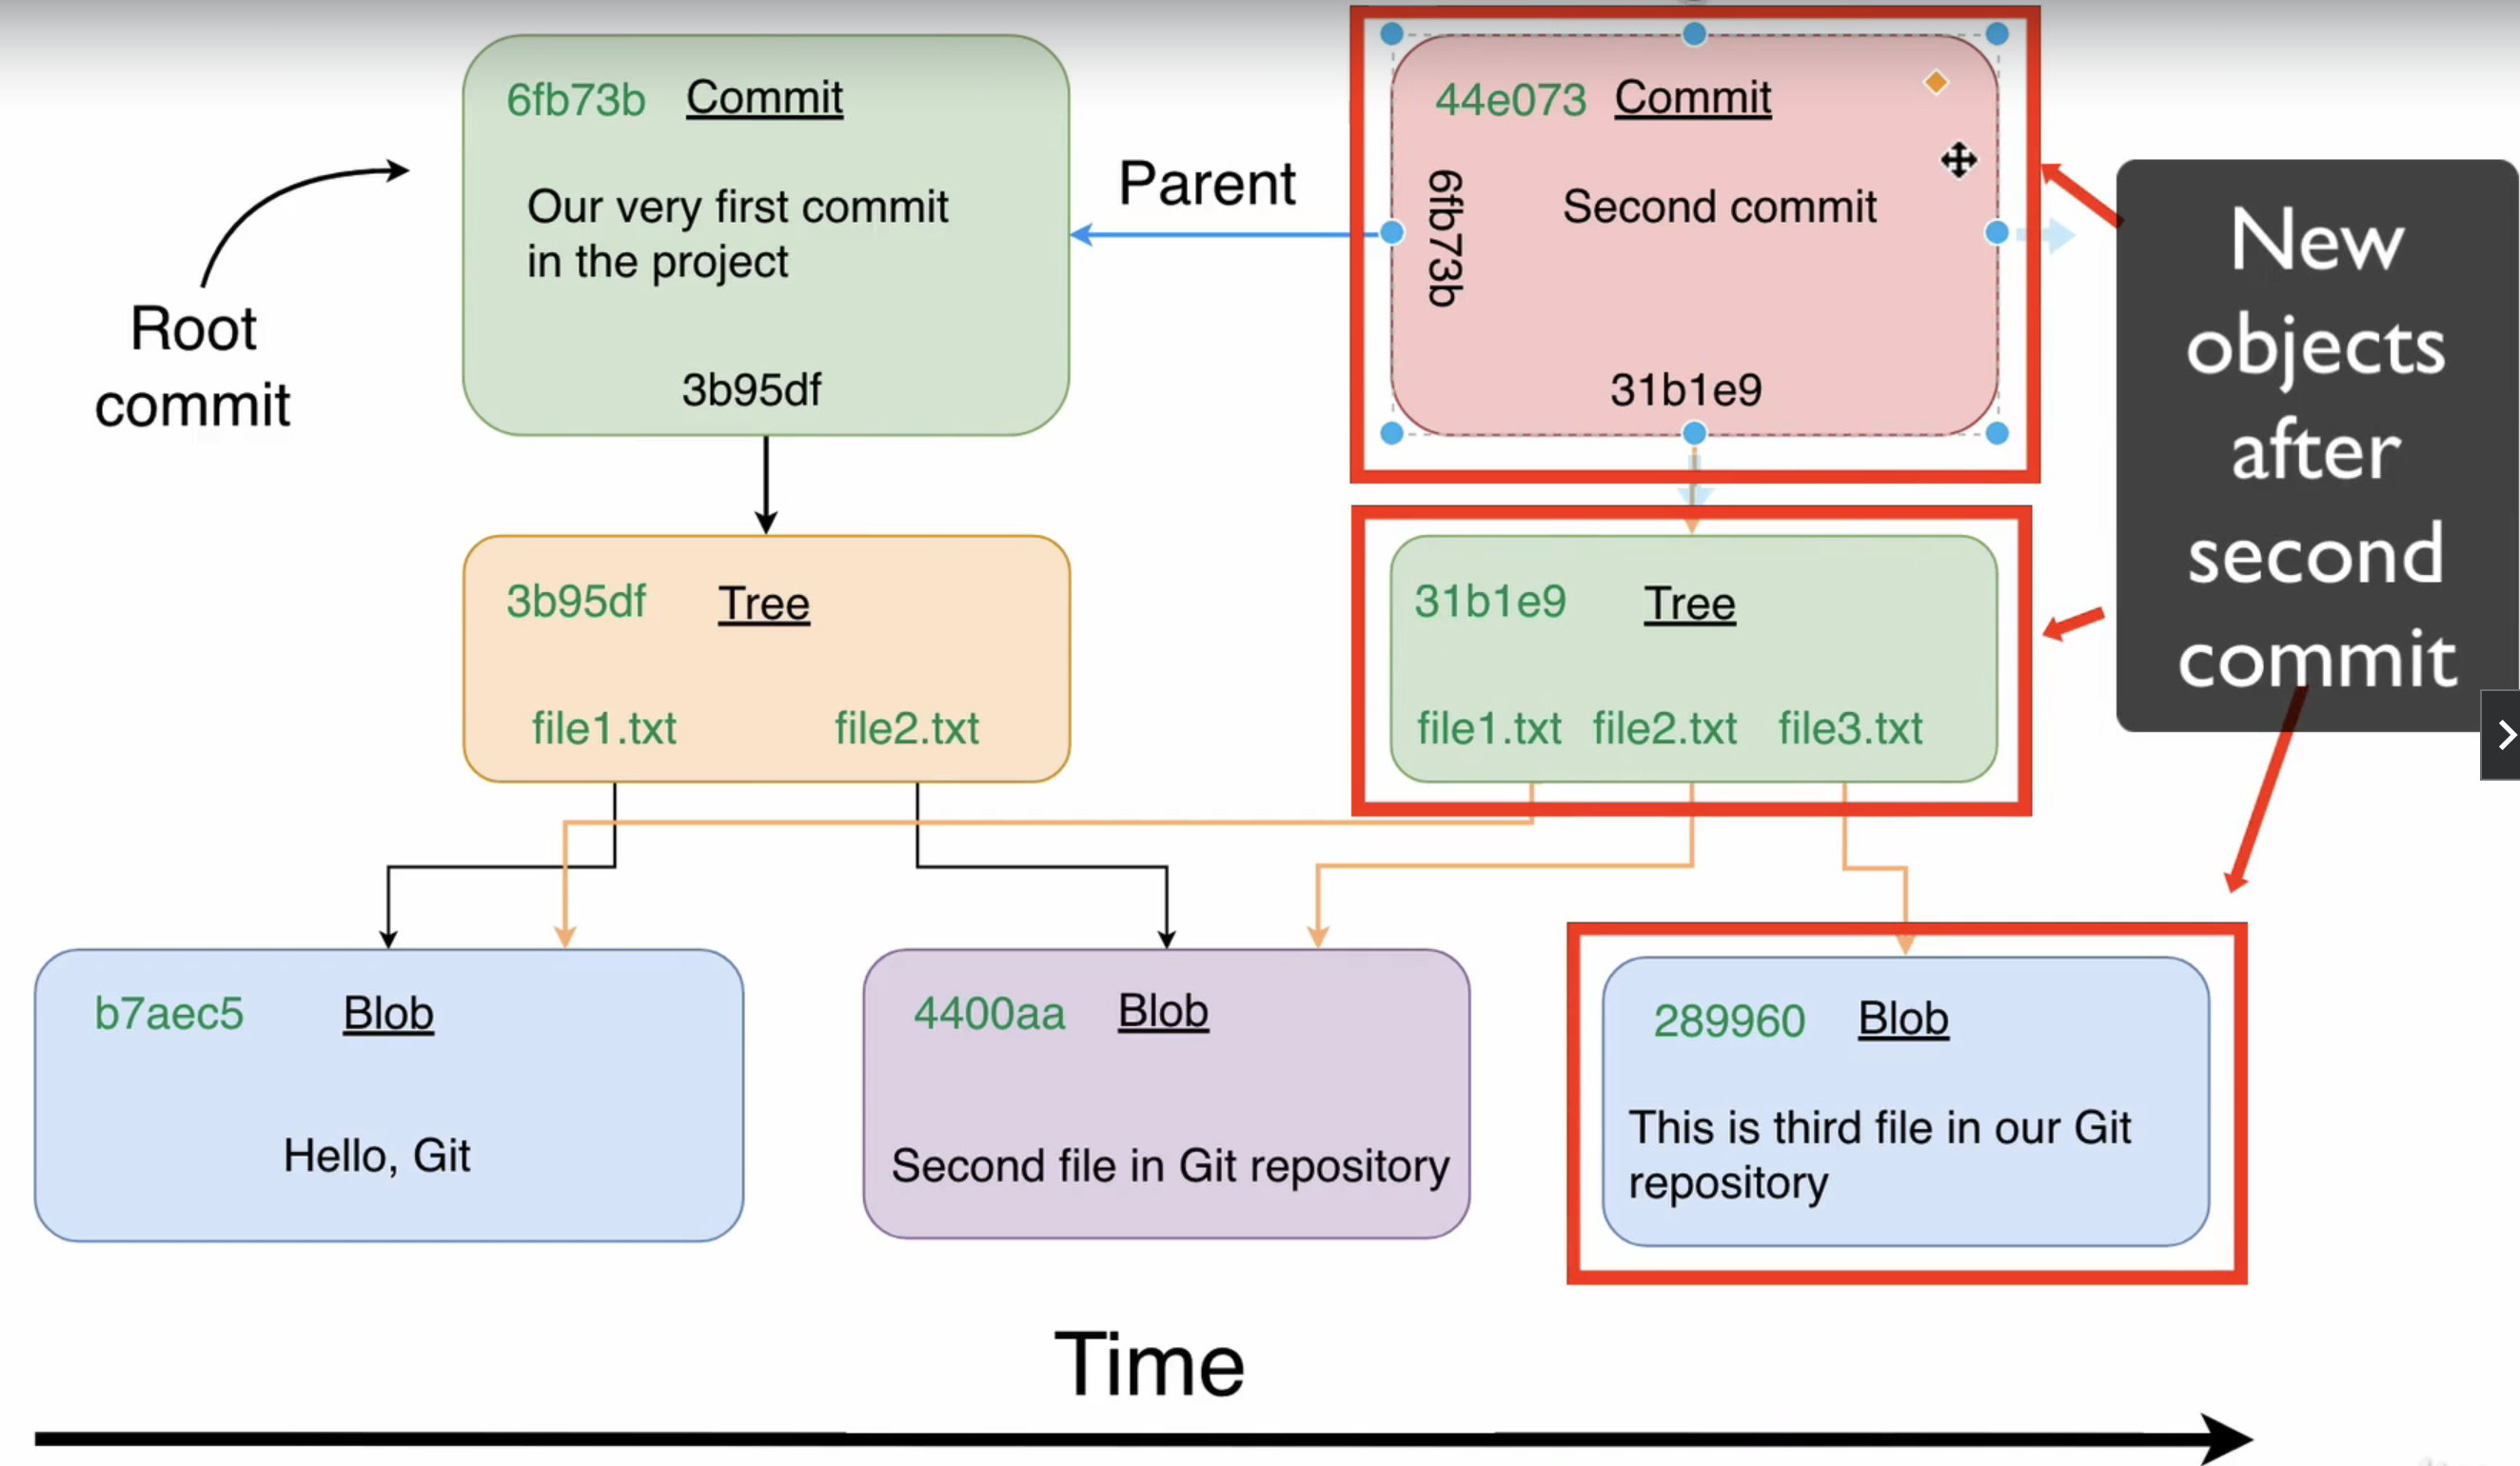 6fb73b Commit
Our very first commit
in the project
3b95df
Root
commit
Parent
44e073 Commit
6fb73b
Second commit
31b1e9
New
objects
after
second
commit
3b95df Tree
file1.txt file2.txt
31b1e9 Tree
file1.txt file2.txt file3.txt
b7aec5 Blob
Hello, Git
4400aa Blob
Second file in Git repository
289960 Blob
This is third file in our Git
repository
Time